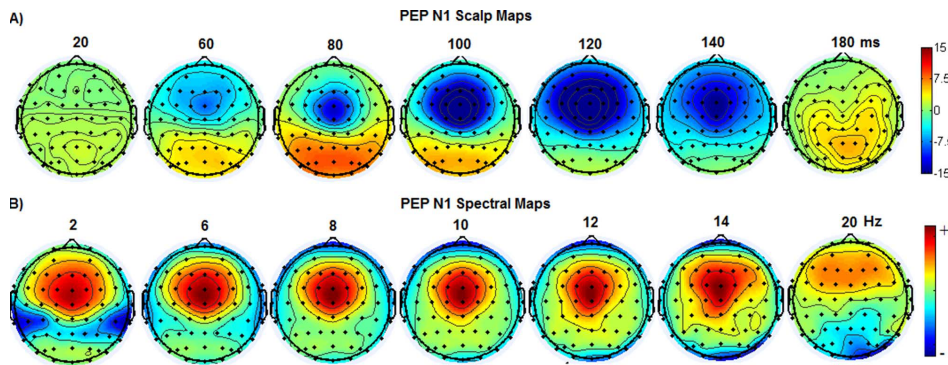 A)
PEP N1 Scalp Maps
20 60 80 100 120 140 180 ms
15
7.5
0
-7.5
-15
B)
PEP N1 Spectral Maps
2 6 8 10 12 14 20 Hz
+
-